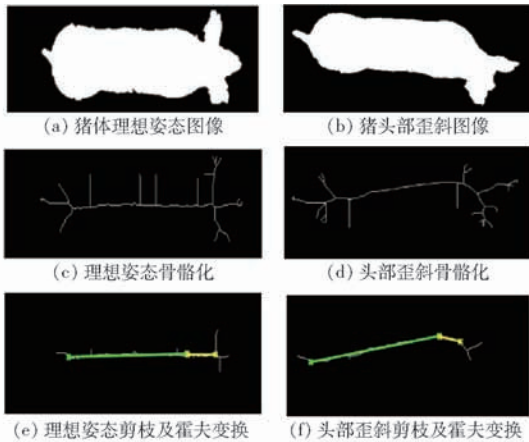 (a) 猪体理想姿态图像
(b) 猪头部歪斜图像
(c) 理想姿态骨骼化
(d) 头部歪斜骨骼化
(e) 理想姿态剪枝及霍夫变换
(f) 头部歪斜剪枝及霍夫变换